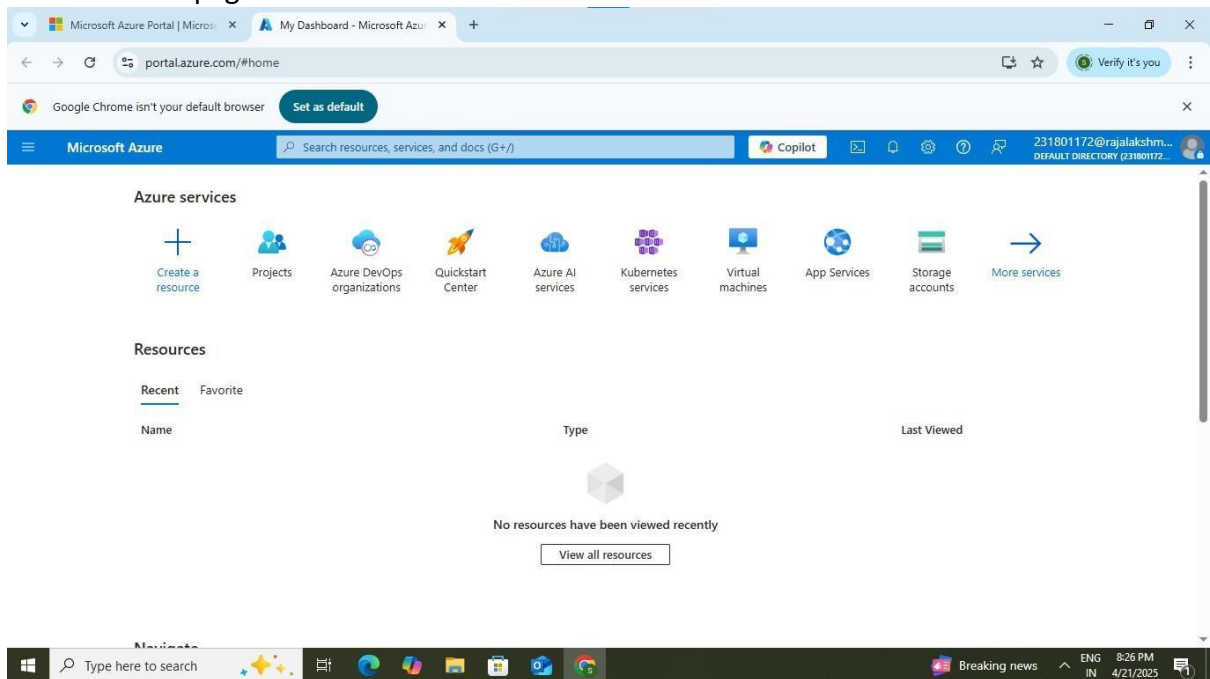 Microsoft Azure Portal | Micros
My Dashboard - Microsoft Azu
portal.azure.com/#home
Verify it's you
Google Chrome isn't your default browser
Set as default
Microsoft Azure
Search resources, services, and docs (G+/)
Copilot
231801172@rajalakshm...
DEFAULT DIRECTORY (231801172...
Azure services
Create a resource
Projects
Azure DevOps organizations
Quickstart Center
Azure AI services
Kubernetes services
Virtual machines
App Services
Storage accounts
More services
Resources
Recent Favorite
Name Type Last Viewed
No resources have been viewed recently
View all resources
Type here to search
Breaking news
ENG
IN
8:26 PM
4/21/2025